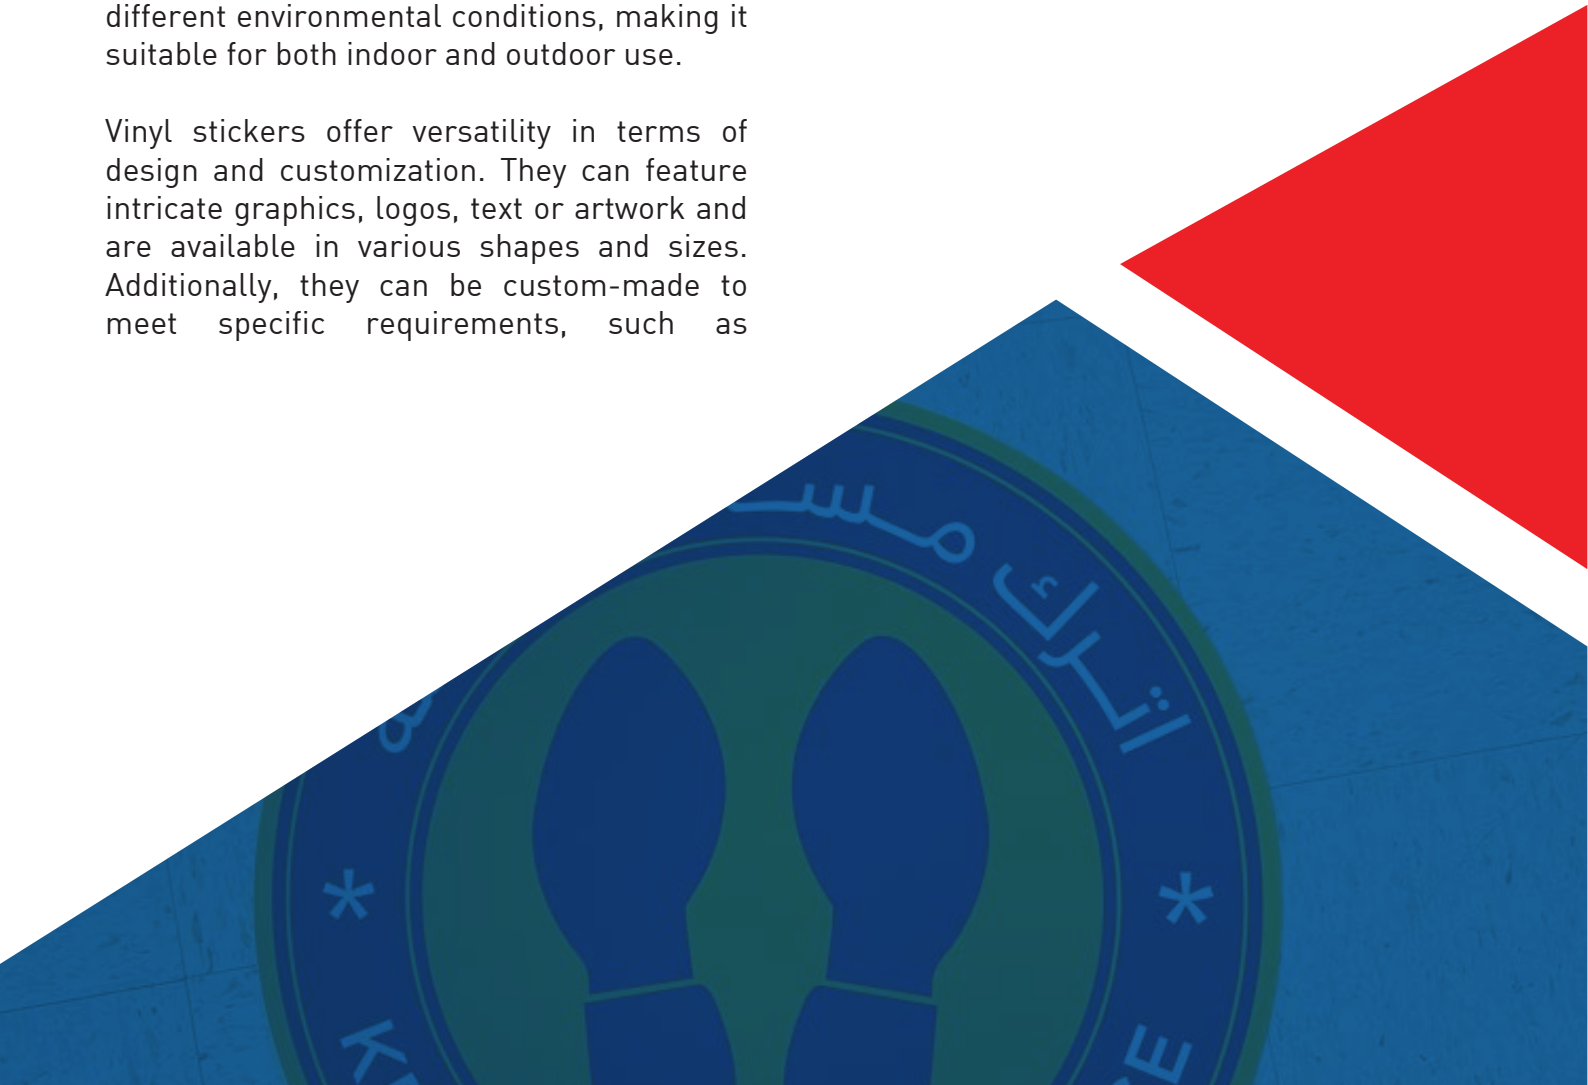 different environmental conditions, making it
suitable for both indoor and outdoor use.
Vinyl stickers offer versatility in terms of
design and customization. They can feature
intricate graphics, logos, text or artwork and
are available in various shapes and sizes.
Additionally, they can be custom-made to
meet specific requirements, such as
اترك